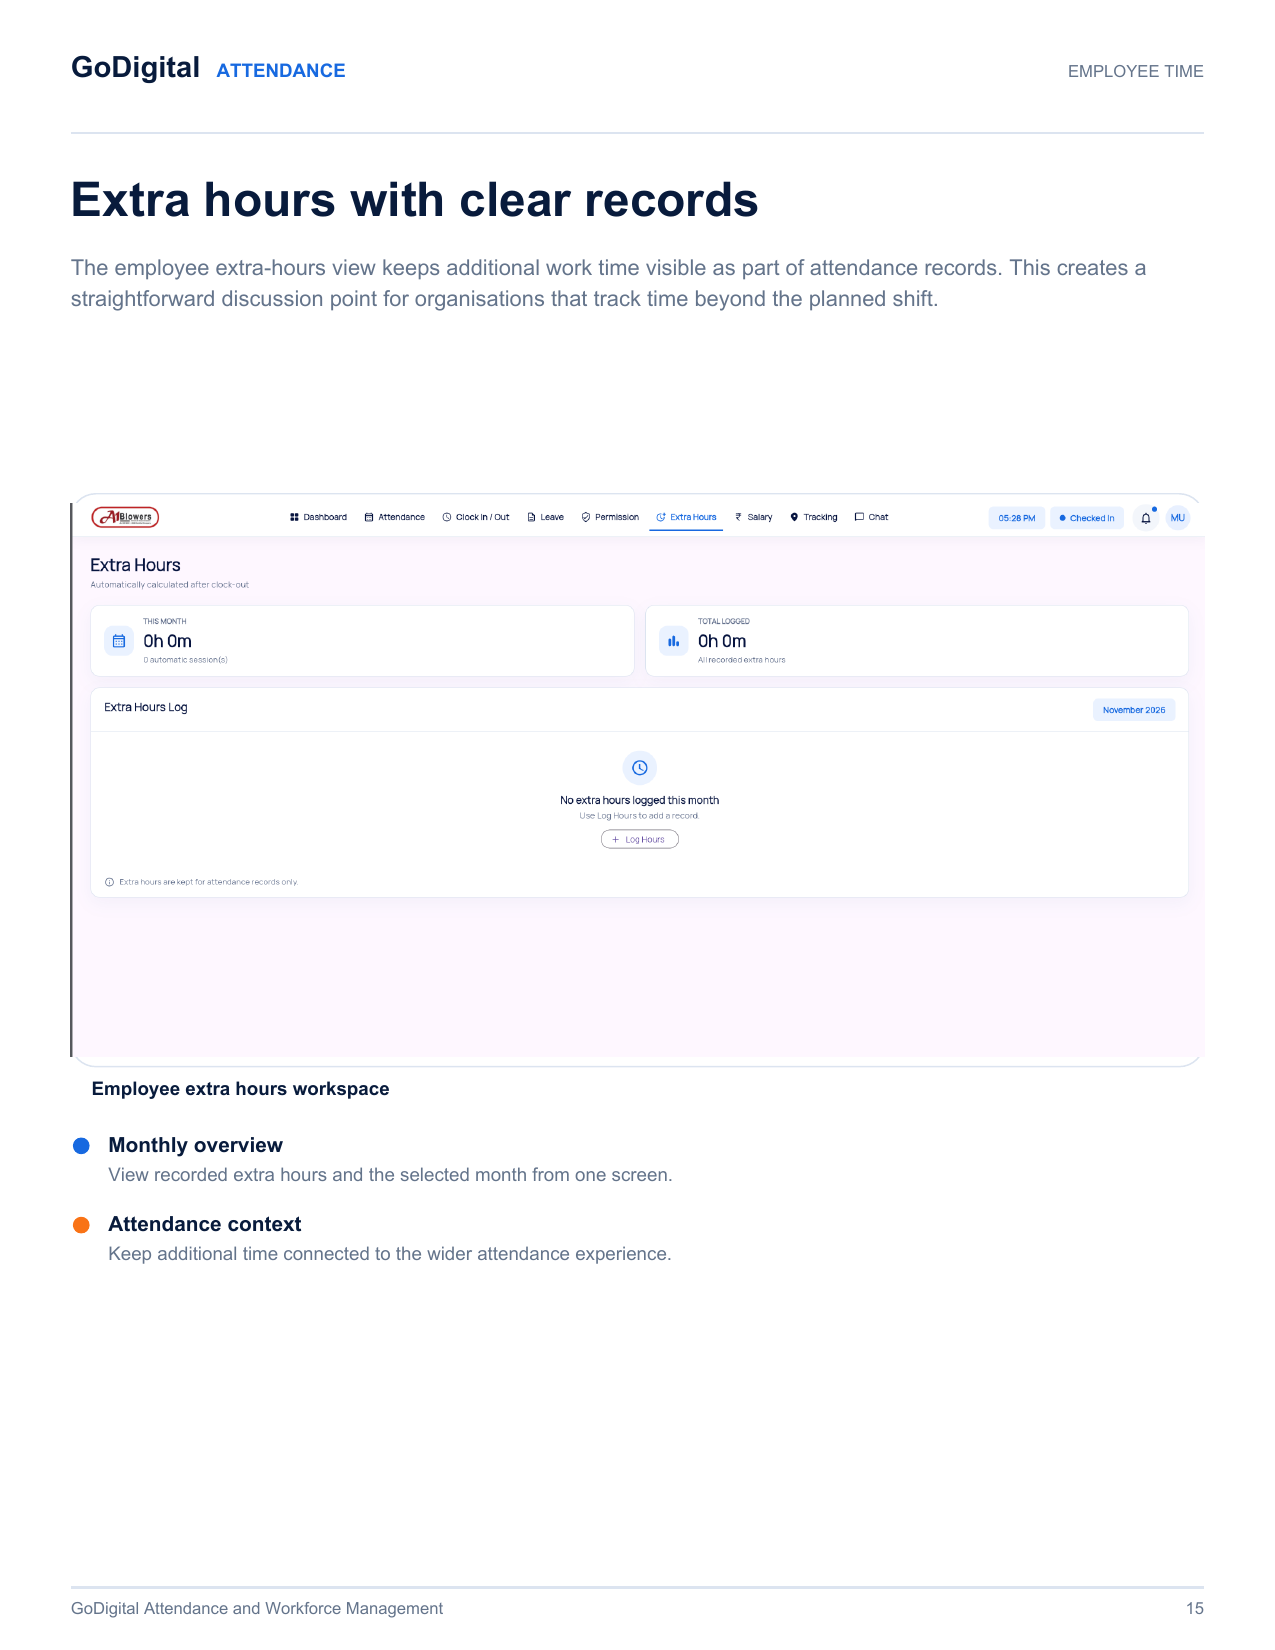 GoDigital ATTENDANCE
EMPLOYEE TIME
Extra hours with clear records
The employee extra-hours view keeps additional work time visible as part of attendance records. This creates a
straightforward discussion point for organisations that track time beyond the planned shift.
A1 Blowers
Dashboard Attendance Clock In / Out Leave Permission Extra Hours ₹ Salary Tracking Chat
05:28 PM Checked In MU
Extra Hours
Automatically calculated after clock-out
THIS MONTH
0h 0m
0 automatic session(s)
TOTAL LOGGED
0h 0m
All recorded extra hours
Extra Hours Log
November 2026
No extra hours logged this month
Use Log Hours to add a record.
+ Log Hours
Extra hours are kept for attendance records only.
Employee extra hours workspace
Monthly overview
View recorded extra hours and the selected month from one screen.
Attendance context
Keep additional time connected to the wider attendance experience.
GoDigital Attendance and Workforce Management
15